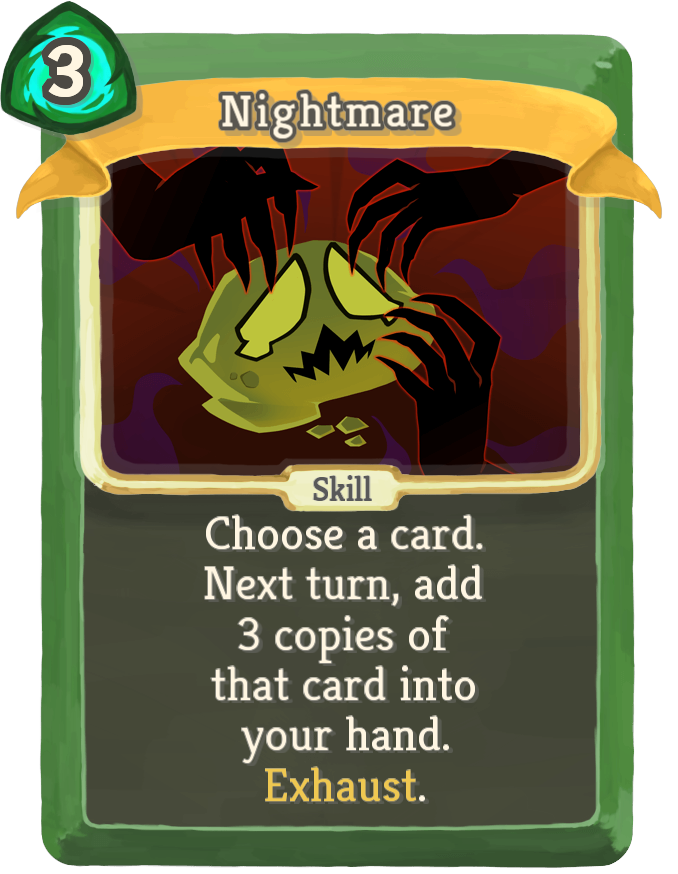 3
Nightmare
Skill
Choose a card.
Next turn, add
3 copies of
that card into
your hand.
Exhaust.